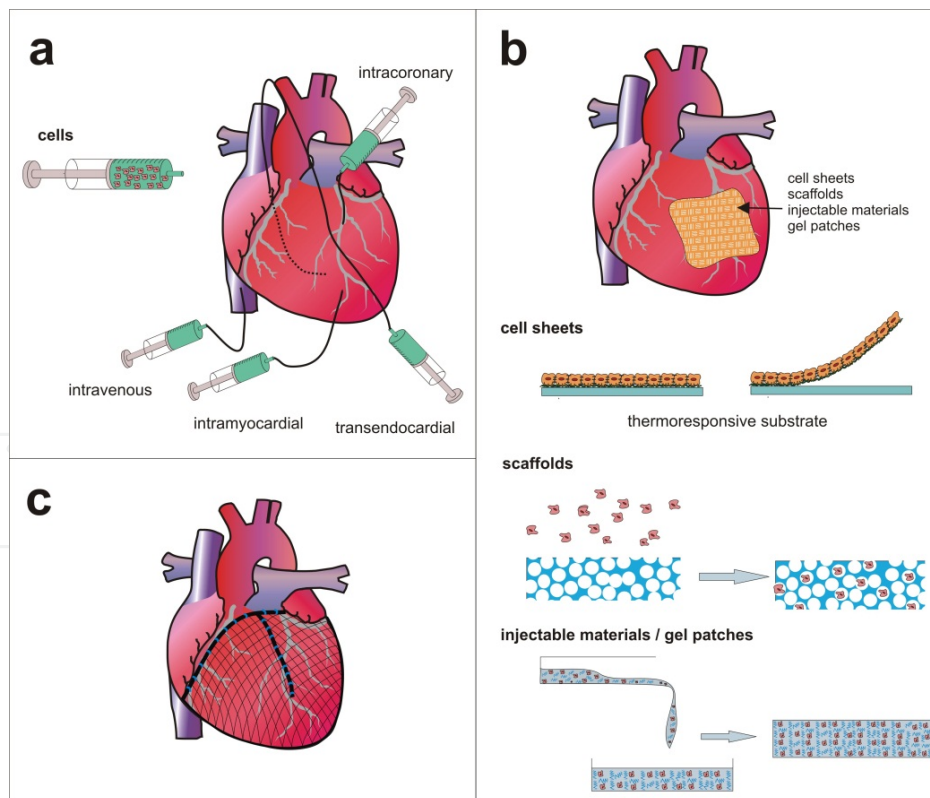 a
intracoronary
cells
intravenous
intramyocardial
transendocardial
b
cell sheets
scaffolds
injectable materials
gel patches
cell sheets
thermoresponsive substrate
scaffolds
injectable materials / gel patches
c